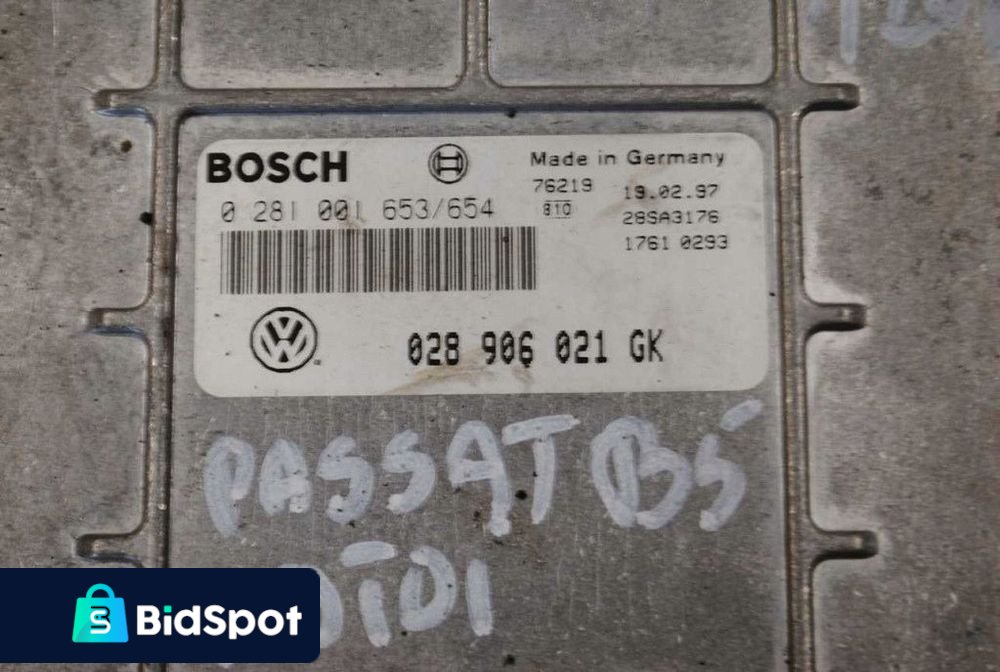 BOSCH
Made in Germany
0 281 001 653/654
76219 19.02.97
810 28SA3176
1761 0293
028 906 021 GK
PASSAT B5
TDI
BidSpot